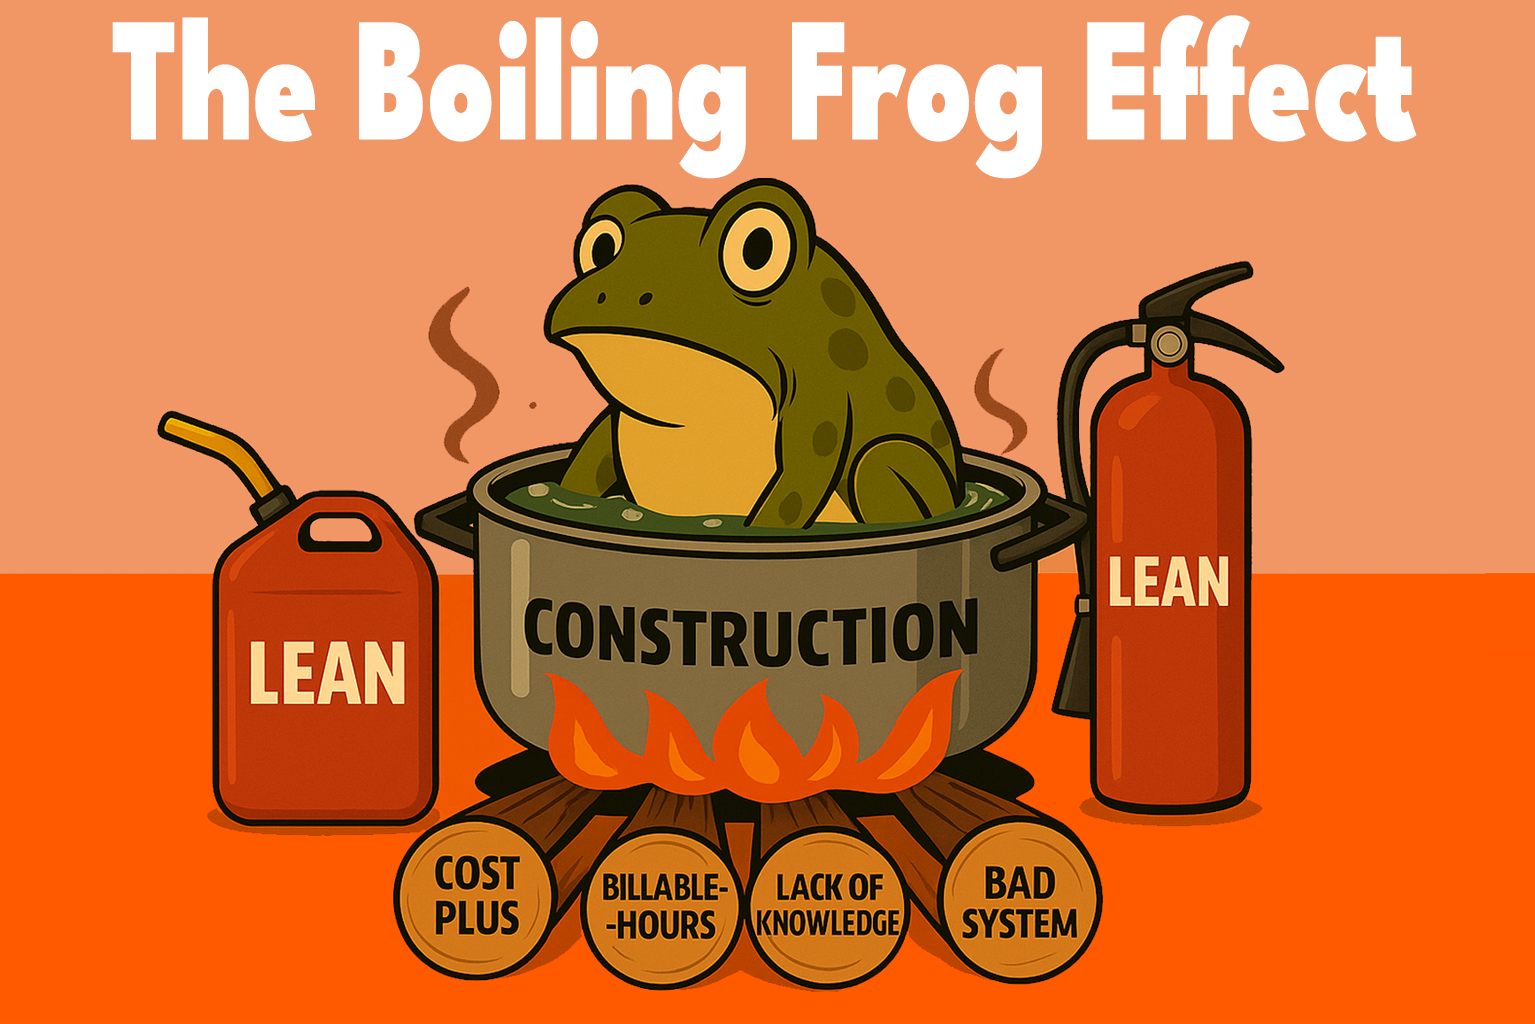 The Boiling Frog Effect
LEAN
CONSTRUCTION
LEAN
COST
PLUS
BILLABLE-
-HOURS
LACK OF
KNOWLEDGE
BAD
SYSTEM